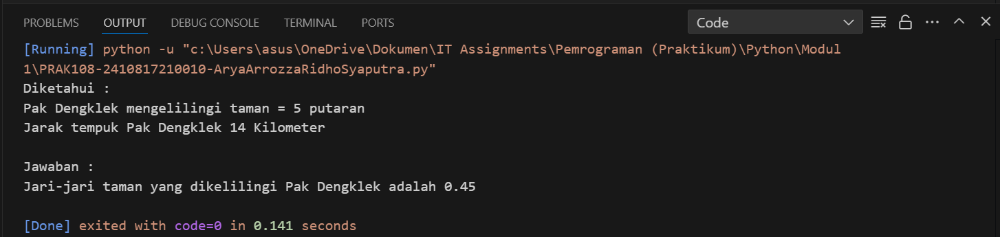 PROBLEMS OUTPUT DEBUG CONSOLE TERMINAL PORTS Code
[Running] python -u "c:\Users\asus\OneDrive\Dokumen\IT Assignments\Pemrograman (Praktikum)\Python\Modul
1\PRAK108-2410817210010-AryaArrozzaRidhoSyaputra.py"
Diketahui :
Pak Dengklek mengelilingi taman = 5 putaran
Jarak tempuk Pak Dengklek 14 Kilometer
Jawaban :
Jari-jari taman yang dikelilingi Pak Dengklek adalah 0.45
[Done] exited with code=0 in 0.141 seconds